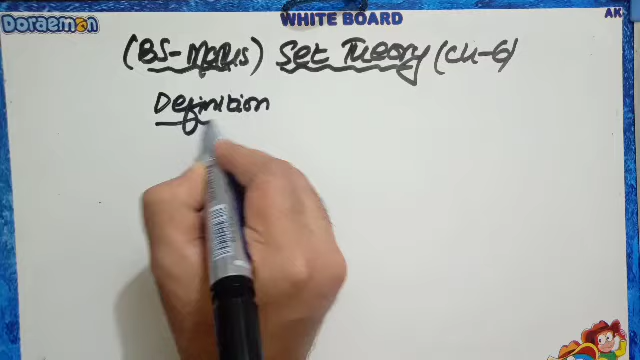 Doraemon WHITE BOARD AK
(BS-Maths) Set Theory (CH-6)
Definition